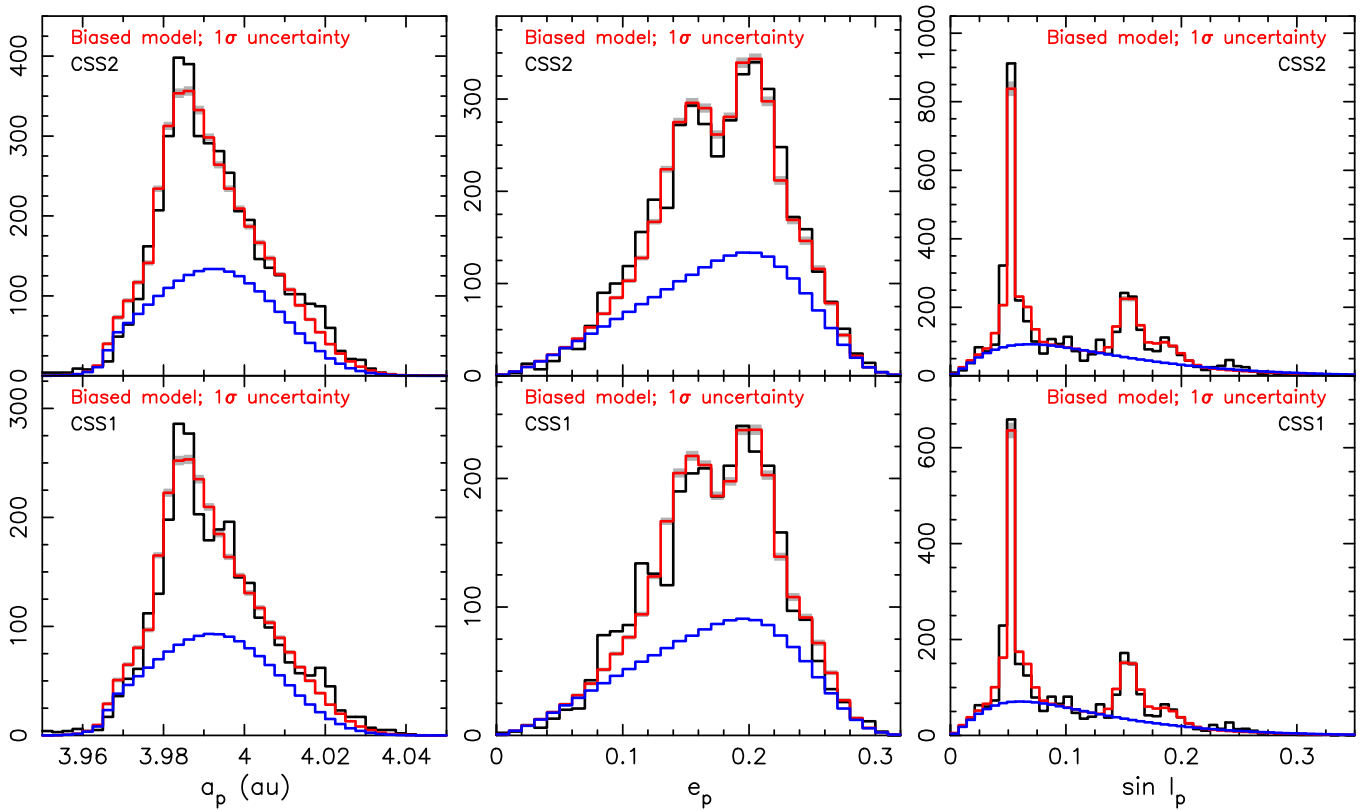 Biased model; 1σ uncertainty
CSS2
0
100
200
300
400
Biased model; 1σ uncertainty
CSS2
0
100
200
300
Biased model; 1σ uncertainty
CSS2
0
200
400
600
800
1000
Biased model; 1σ uncertainty
CSS1
0
100
200
300
3.96 3.98 4 4.02 4.04
a_p (au)
Biased model; 1σ uncertainty
CSS1
0
100
200
0 0.1 0.2 0.3
e_p
Biased model; 1σ uncertainty
CSS1
0
200
400
600
0 0.1 0.2 0.3
sin I_p